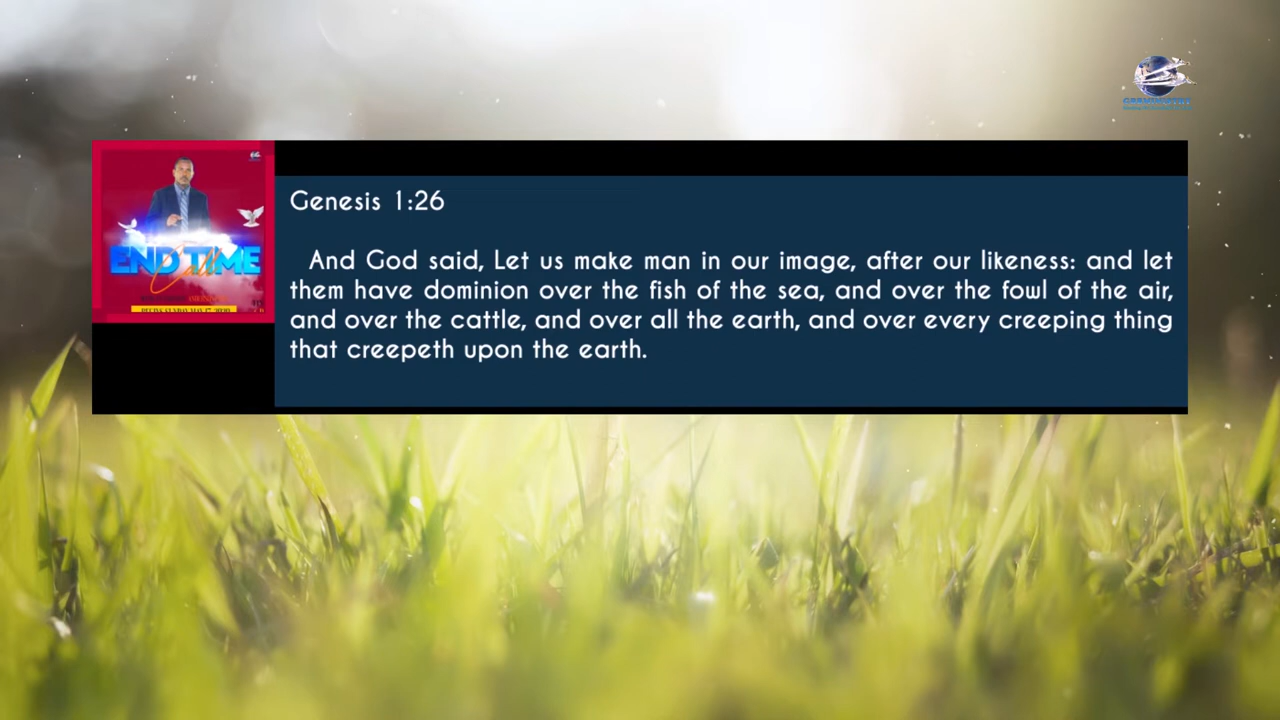 END TIME
Call
Genesis 1:26
And God said, Let us make man in our image, after our likeness: and let
them have dominion over the fish of the sea, and over the fowl of the air,
and over the cattle, and over all the earth, and over every creeping thing
that creepeth upon the earth.